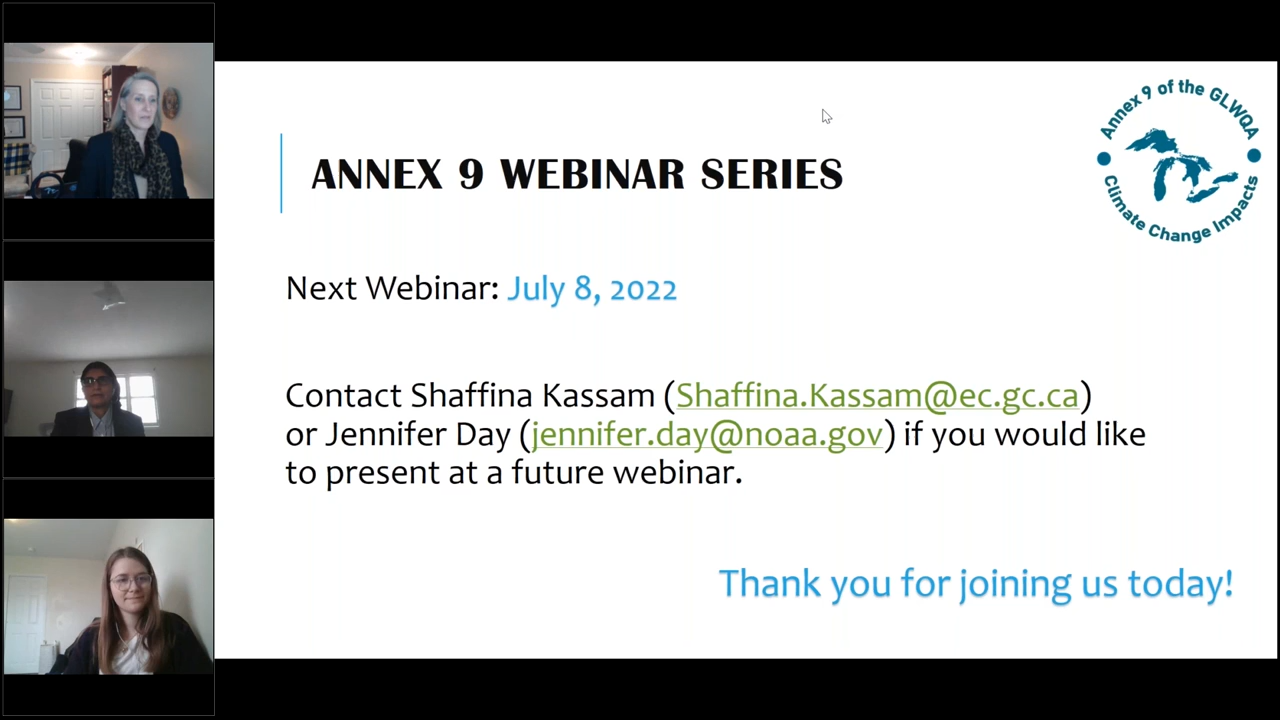 Annex 9 of the GLWQA
Climate Change Impacts
ANNEX 9 WEBINAR SERIES
Next Webinar: July 8, 2022
Contact Shaffina Kassam (Shaffina.Kassam@ec.gc.ca)
or Jennifer Day (jennifer.day@noaa.gov) if you would like
to present at a future webinar.
Thank you for joining us today!